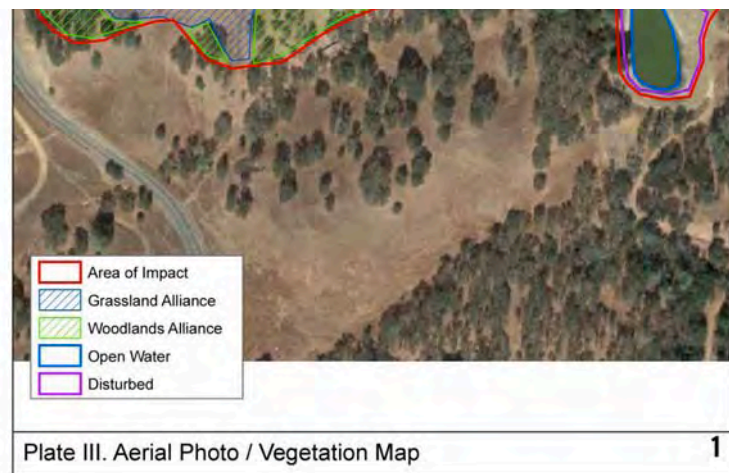 Area of Impact
Grassland Alliance
Woodlands Alliance
Open Water
Disturbed
Plate III. Aerial Photo / Vegetation Map
1